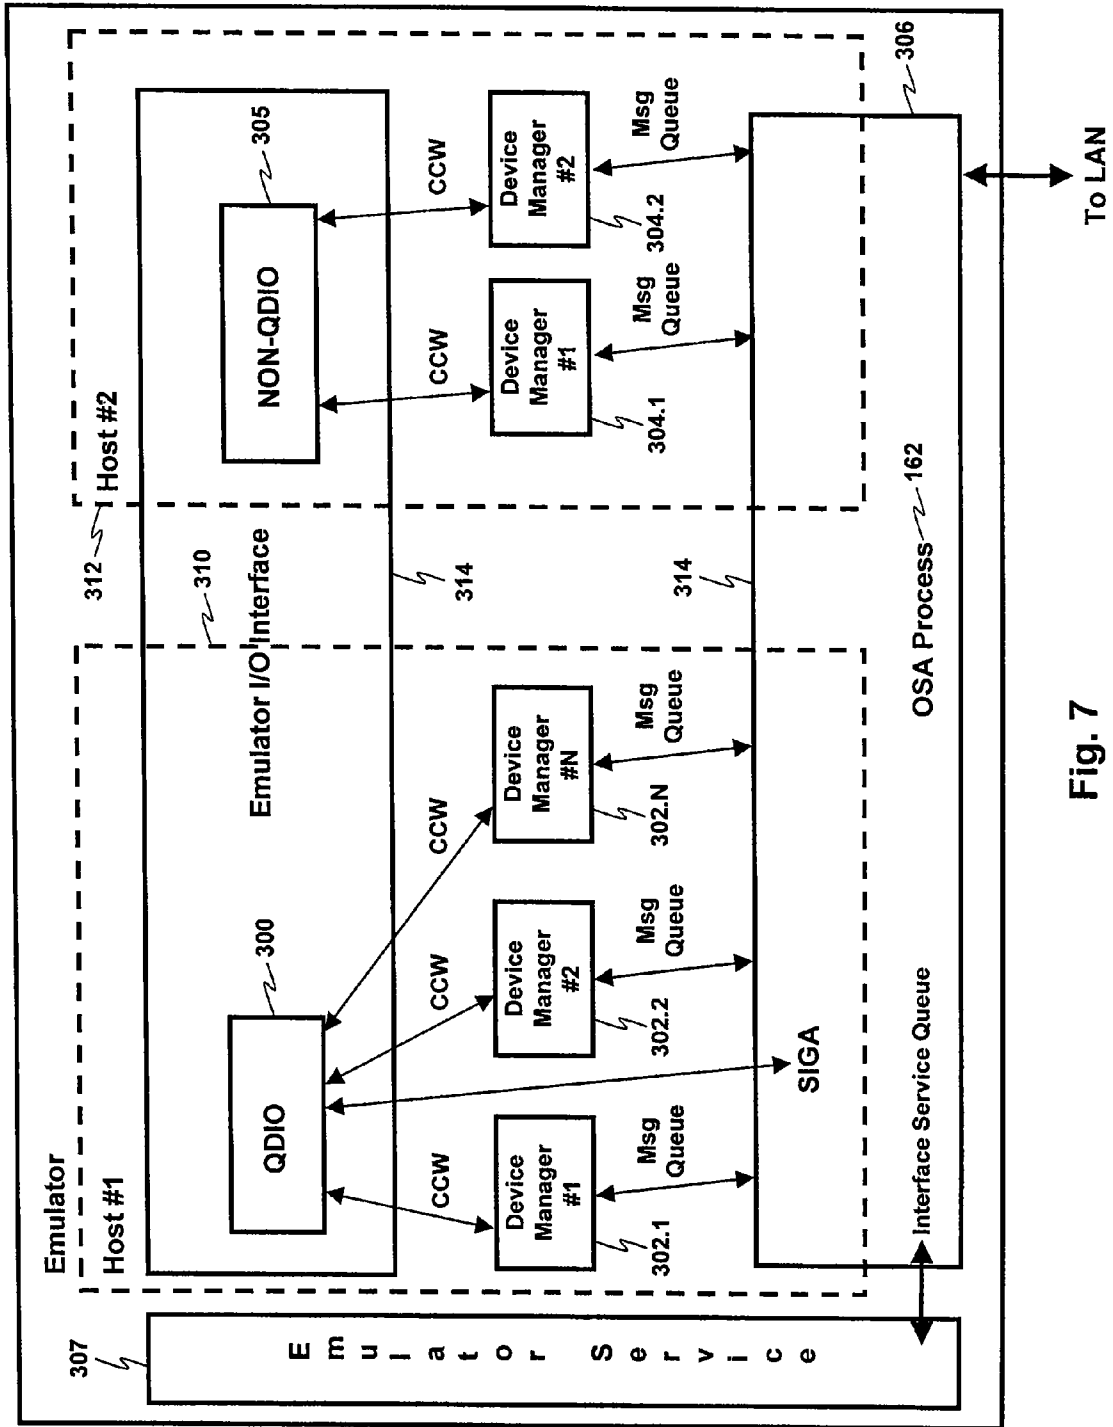 Emulator
307
Emulator Service
Host #1
310
312
Host #2
Emulator I/O Interface
QDIO
300
NON-QDIO
305
314
CCW
CCW
CCW
CCW
CCW
Device
Manager
#1
302.1
Device
Manager
#2
302.2
Device
Manager
#N
302.N
Device
Manager
#1
304.1
Device
Manager
#2
304.2
Msg
Queue
Msg
Queue
Msg
Queue
Msg
Queue
Msg
Queue
SIGA
314
306
Interface Service Queue
OSA Process
162
To LAN
Fig. 7